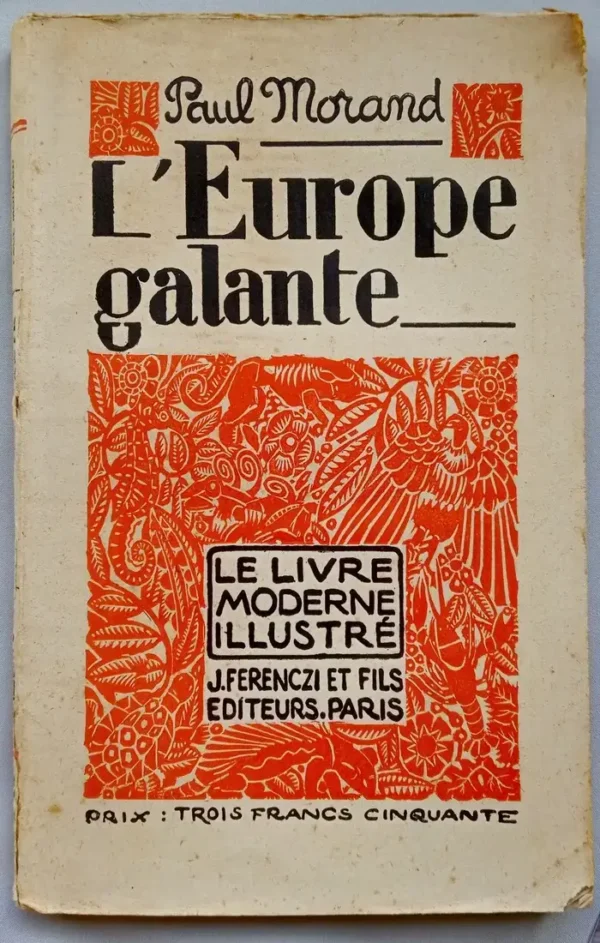 Paul Morand
L'Europe
galante
LE LIVRE
MODERNE
ILLUSTRÉ
J.FERENCZI ET FILS
EDITEURS.PARIS
PRIX : TROIS FRANCS CINQUANTE